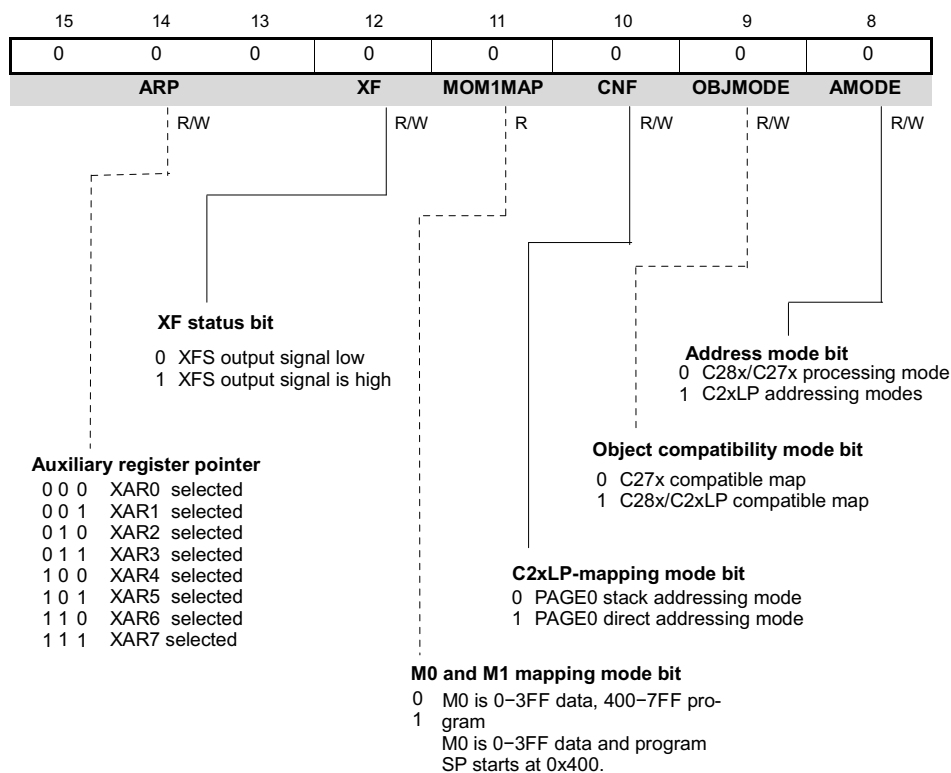 15 14 13 12 11 10 9 8
0 0 0 0 0 0 0 0
ARP XF MOM1MAP CNF OBJMODE AMODE
R/W R/W R R/W R/W R/W
XF status bit
0 XFS output signal low
1 XFS output signal is high
Address mode bit
0 C28x/C27x processing mode
1 C2xLP addressing modes
Object compatibility mode bit
0 C27x compatible map
1 C28x/C2xLP compatible map
Auxiliary register pointer
0 0 0 XAR0 selected
0 0 1 XAR1 selected
0 1 0 XAR2 selected
0 1 1 XAR3 selected
1 0 0 XAR4 selected
1 0 1 XAR5 selected
1 1 0 XAR6 selected
1 1 1 XAR7 selected
C2xLP-mapping mode bit
0 PAGE0 stack addressing mode
1 PAGE0 direct addressing mode
M0 and M1 mapping mode bit
0 M0 is 0−3FF data, 400−7FF pro-
1 gram
M0 is 0−3FF data and program
SP starts at 0x400.